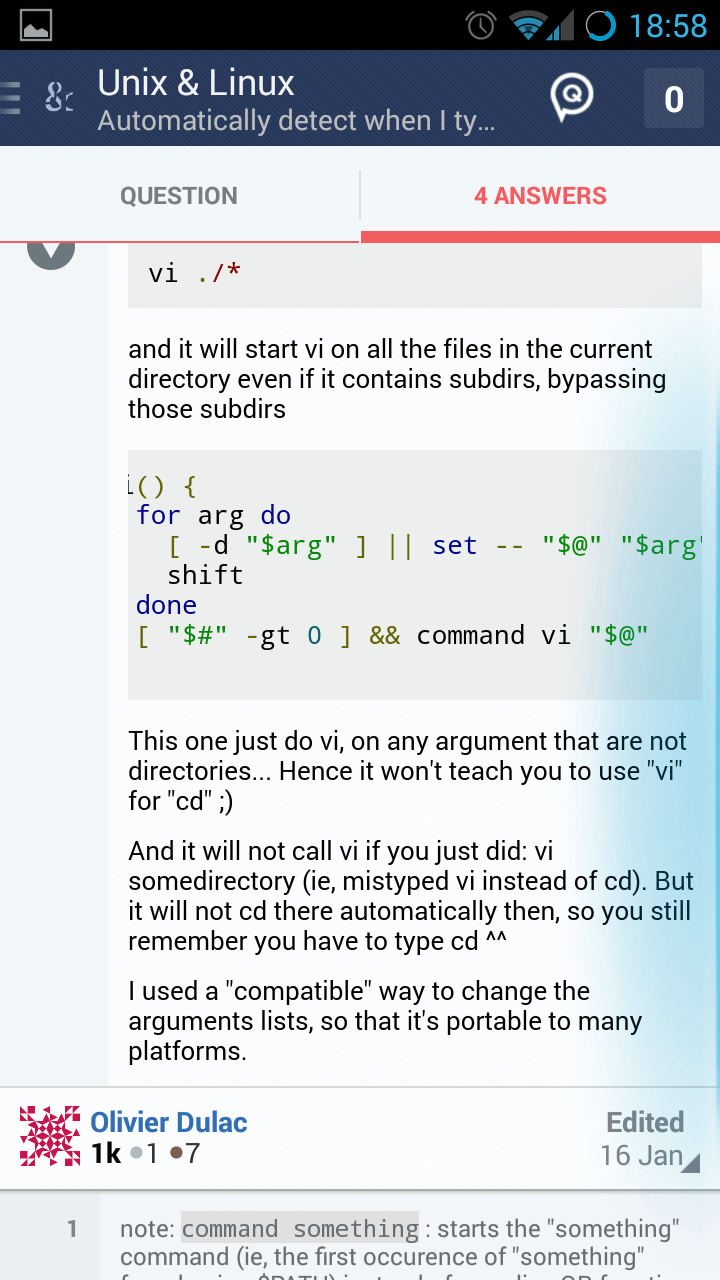 18:58
Unix & Linux
Automatically detect when I ty...
0
QUESTION
4 ANSWERS
vi ./*
and it will start vi on all the files in the current
directory even if it contains subdirs, bypassing
those subdirs
i() {
for arg do
[ -d "$arg" ] || set -- "$@" "$arg"
shift
done
[ "$#" -gt 0 ] && command vi "$@"
This one just do vi, on any argument that are not
directories... Hence it won't teach you to use "vi"
for "cd" ;)
And it will not call vi if you just did: vi
somedirectory (ie, mistyped vi instead of cd). But
it will not cd there automatically then, so you still
remember you have to type cd ^^
I used a "compatible" way to change the
arguments lists, so that it's portable to many
platforms.
Olivier Dulac
Edited
1k 1 7
16 Jan
1
note: command something : starts the "something"
command (ie, the first occurence of "something"